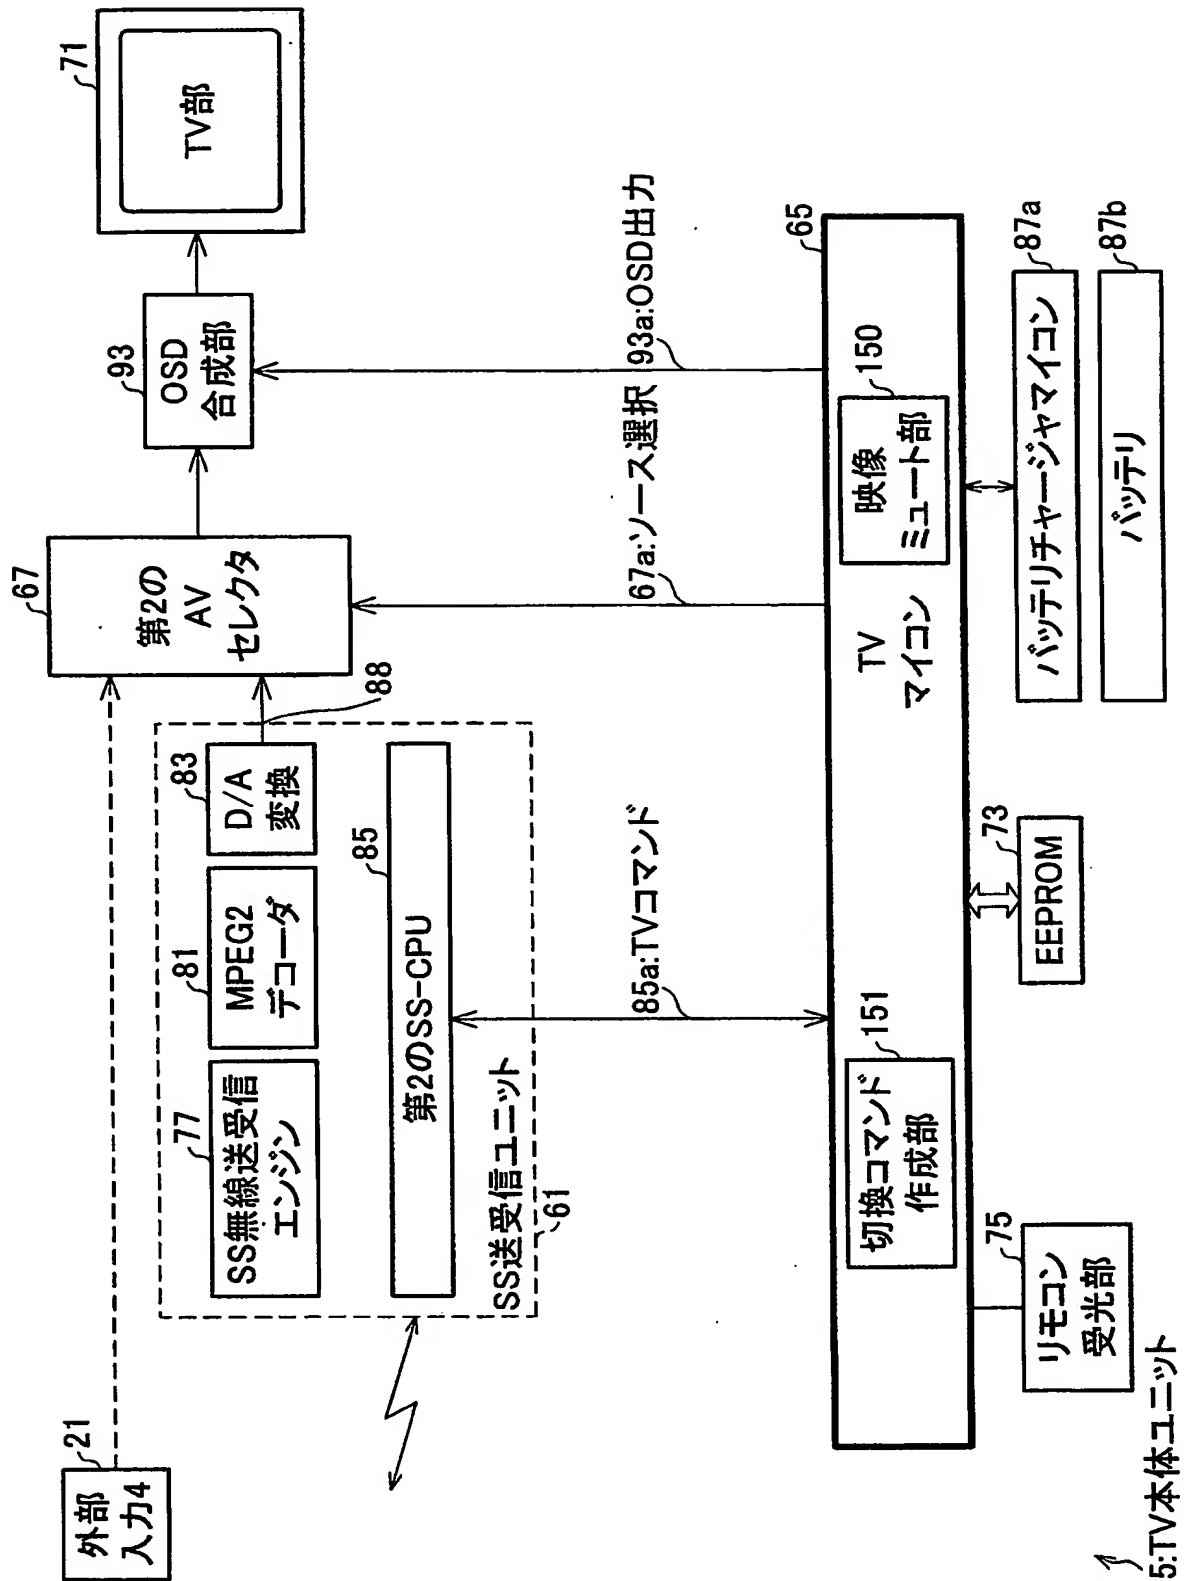 外部
入力4
21
SS無線送受信
エンジン
77
MPEG2
デコーダ
81
D/A
変換
83
88
第2のSS-CPU
85
SS送受信ユニット
61
第2の
AV
セレクタ
67
OSD
合成部
93
TV部
71
85a:TVコマンド
67a:ソース選択
93a:OSD出力
切換コマンド
作成部
151
TV
マイコン
映像
ミュート部
150
65
リモコン
受光部
75
EEPROM
73
バッテリチャージャマイコン
87a
バッテリ
87b
5:TV本体ユニット